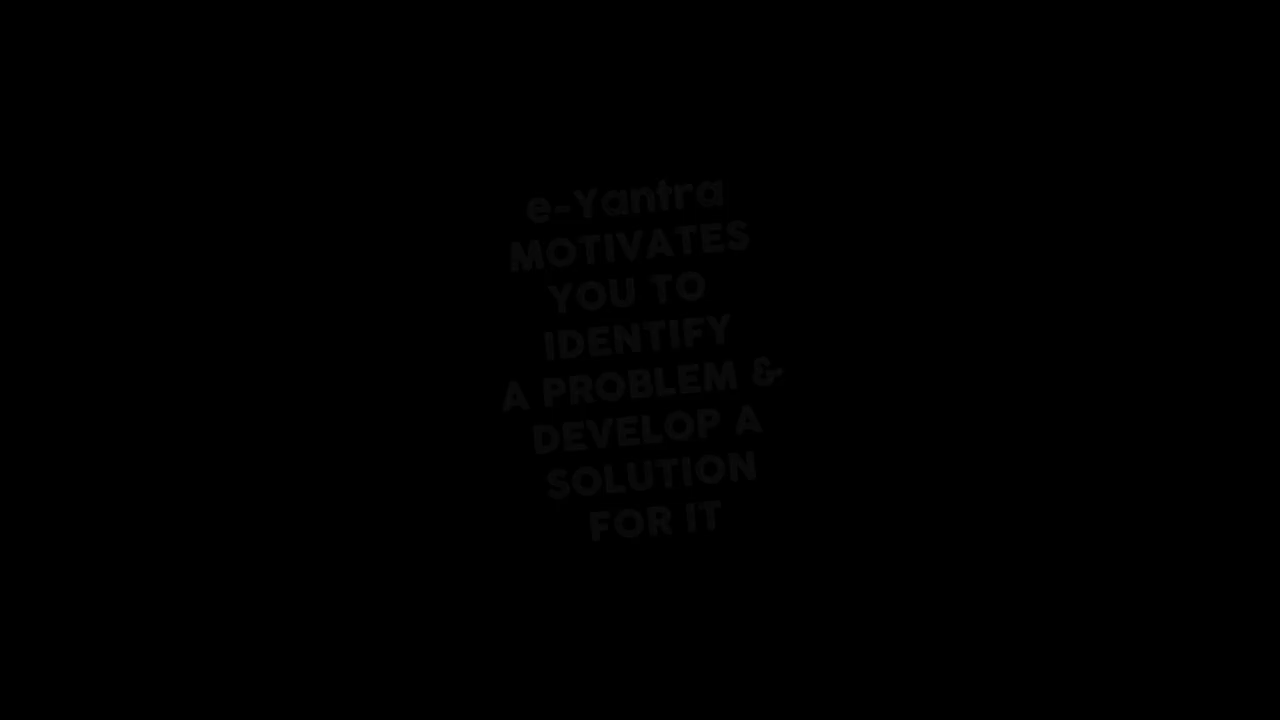 e-Yantra
MOTIVATES
YOU TO
IDENTIFY
A PROBLEM &
DEVELOP A
SOLUTION
FOR IT